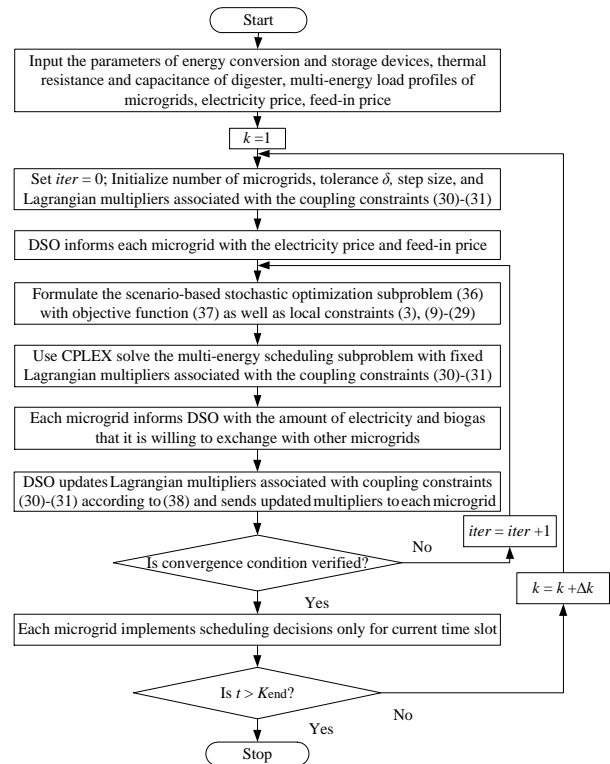 Start
Input the parameters of energy conversion and storage devices, thermal
resistance and capacitance of digester, multi-energy load profiles of
microgrids, electricity price, feed-in price
k =1
Set iter = 0; Initialize number of microgrids, tolerance δ, step size, and
Lagrangian multipliers associated with the coupling constraints (30)-(31)
DSO informs each microgrid with the electricity price and feed-in price
Formulate the scenario-based stochastic optimization subproblem (36)
with objective function (37) as well as local constraints (3), (9)-(29)
Use CPLEX solve the multi-energy scheduling subproblem with fixed
Lagrangian multipliers associated with the coupling constraints (30)-(31)
Each microgrid informs DSO with the amount of electricity and biogas
that it is willing to exchange with other microgrids
DSO updates Lagrangian multipliers associated with coupling constraints
(30)-(31) according to (38) and sends updated multipliers to each microgrid
Is convergence condition verified?
No
iter = iter +1
k = k +Δk
Yes
Each microgrid implements scheduling decisions only for current time slot
Is t > Kend?
No
Yes
Stop